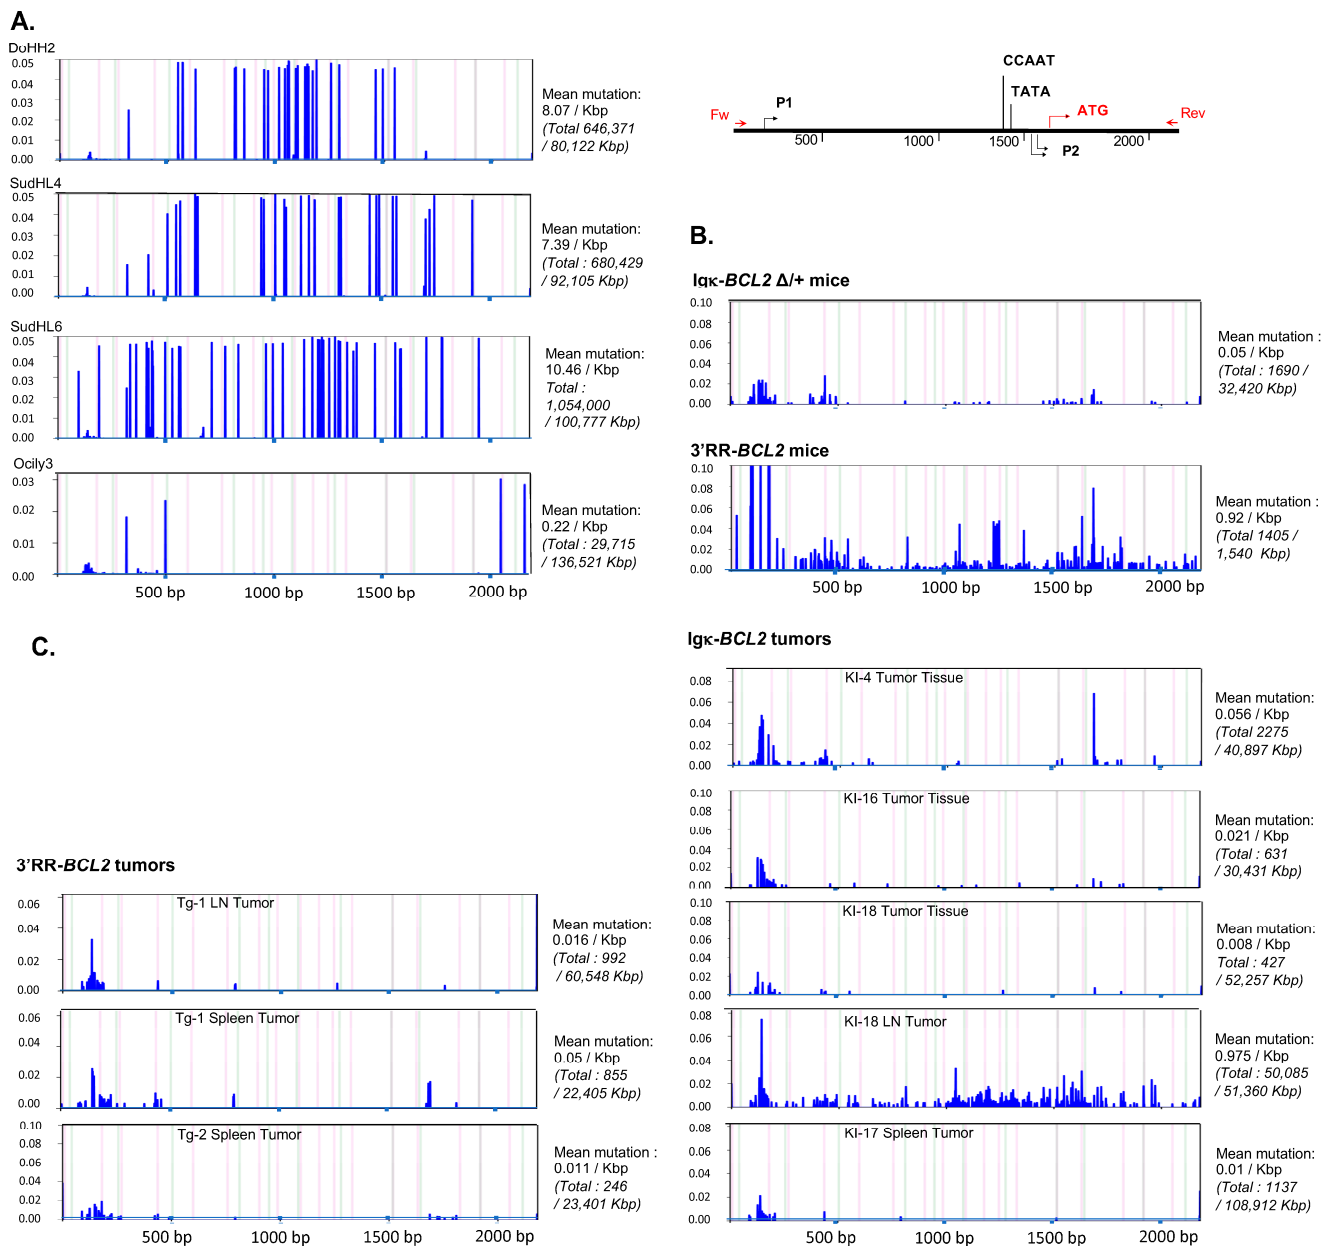 A.
DoHH2
0.05
0.04
0.03
0.02
0.01
0.00
Mean mutation:
8.07 / Kbp
(Total 646,371
/ 80,122 Kbp)
SudHL4
0.05
0.04
0.03
0.02
0.01
0.00
Mean mutation:
7.39 / Kbp
(Total : 680,429
/ 92,105 Kbp)
SudHL6
0.05
0.04
0.03
0.02
0.01
0.00
Mean mutation:
10.46 / Kbp
Total :
1,054,000
/ 100,777 Kbp)
Ocily3
0.03
0.02
0.01
0.00
Mean mutation:
0.22 / Kbp
(Total : 29,715
/ 136,521 Kbp)
500 bp 1000 bp 1500 bp 2000 bp
CCAAT
TATA
Fw P1 ATG Rev
500 1000 1500 2000
P2
B.
Igκ-BCL2 Δ/+ mice
0.10
0.08
0.06
0.04
0.02
0.00
Mean mutation :
0.05 / Kbp
(Total : 1690 /
32,420 Kbp)
3'RR-BCL2 mice
0.10
0.08
0.06
0.04
0.02
0.00
Mean mutation :
0.92 / Kbp
(Total 1405 /
1,540 Kbp)
500 bp 1000 bp 1500 bp 2000 bp
C.
3'RR-BCL2 tumors
Tg-1 LN Tumor
0.06
0.04
0.02
0.00
Mean mutation:
0.016 / Kbp
(Total : 992
/ 60,548 Kbp)
Tg-1 Spleen Tumor
0.06
0.04
0.02
0.00
Mean mutation:
0.05 / Kbp
(Total : 855
/ 22,405 Kbp)
Tg-2 Spleen Tumor
0.10
0.06
0.04
0.02
0.00
Mean mutation :
0.011 / Kbp
(Total : 246
/ 23,401 Kbp)
500 bp 1000 bp 1500 bp 2000 bp
Igκ-BCL2 tumors
KI-4 Tumor Tissue
0.08
0.06
0.04
0.02
0.00
Mean mutation:
0.056 / Kbp
(Total 2275
/ 40,897 Kbp)
KI-16 Tumor Tissue
0.10
0.08
0.06
0.04
0.02
0.00
Mean mutation:
0.021 / Kbp
(Total : 631
/ 30,431 Kbp)
KI-18 Tumor Tissue
0.10
0.08
0.06
0.04
0.02
0.00
Mean mutation:
0.008 / Kbp
Total : 427
/ 52,257 Kbp)
KI-18 LN Tumor
0.08
0.06
0.04
0.02
0.00
Mean mutation:
0.975 / Kbp
(Total : 50,085
/ 51,360 Kbp)
KI-17 Spleen Tumor
0.08
0.06
0.04
0.02
0.00
Mean mutation:
0.01 / Kbp
(Total : 1137
/ 108,912 Kbp)
500 bp 1000 bp 1500 bp 2000 bp